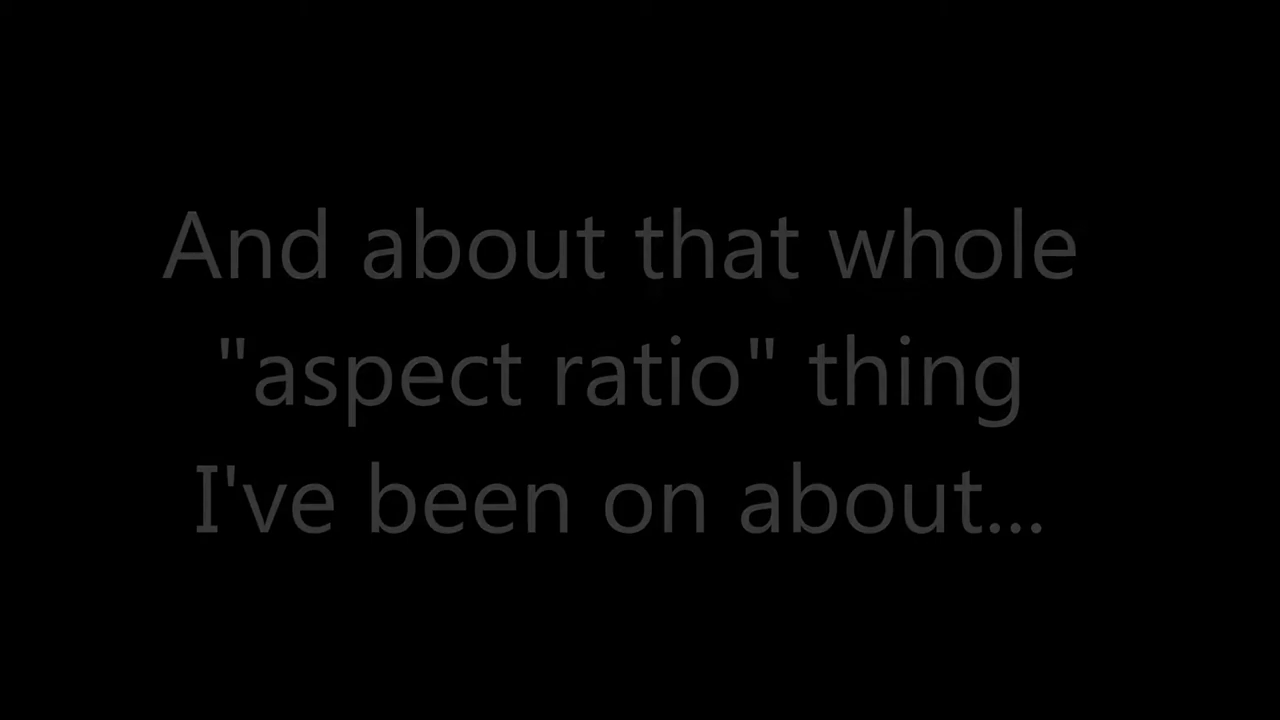 And about that whole
"aspect ratio" thing
I've been on about...